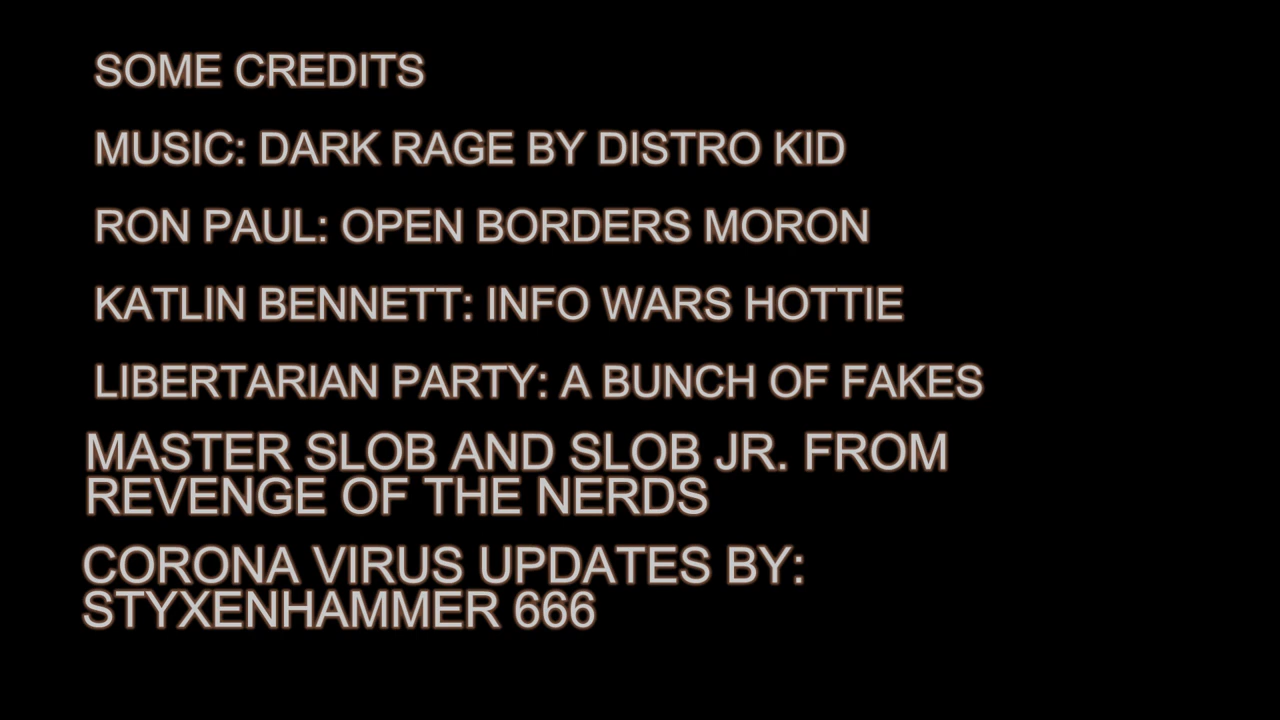 SOME CREDITS
MUSIC: DARK RAGE BY DISTRO KID
RON PAUL: OPEN BORDERS MORON
KATLIN BENNETT: INFO WARS HOTTIE
LIBERTARIAN PARTY: A BUNCH OF FAKES
MASTER SLOB AND SLOB JR. FROM
REVENGE OF THE NERDS
CORONA VIRUS UPDATES BY:
STYXENHAMMER 666